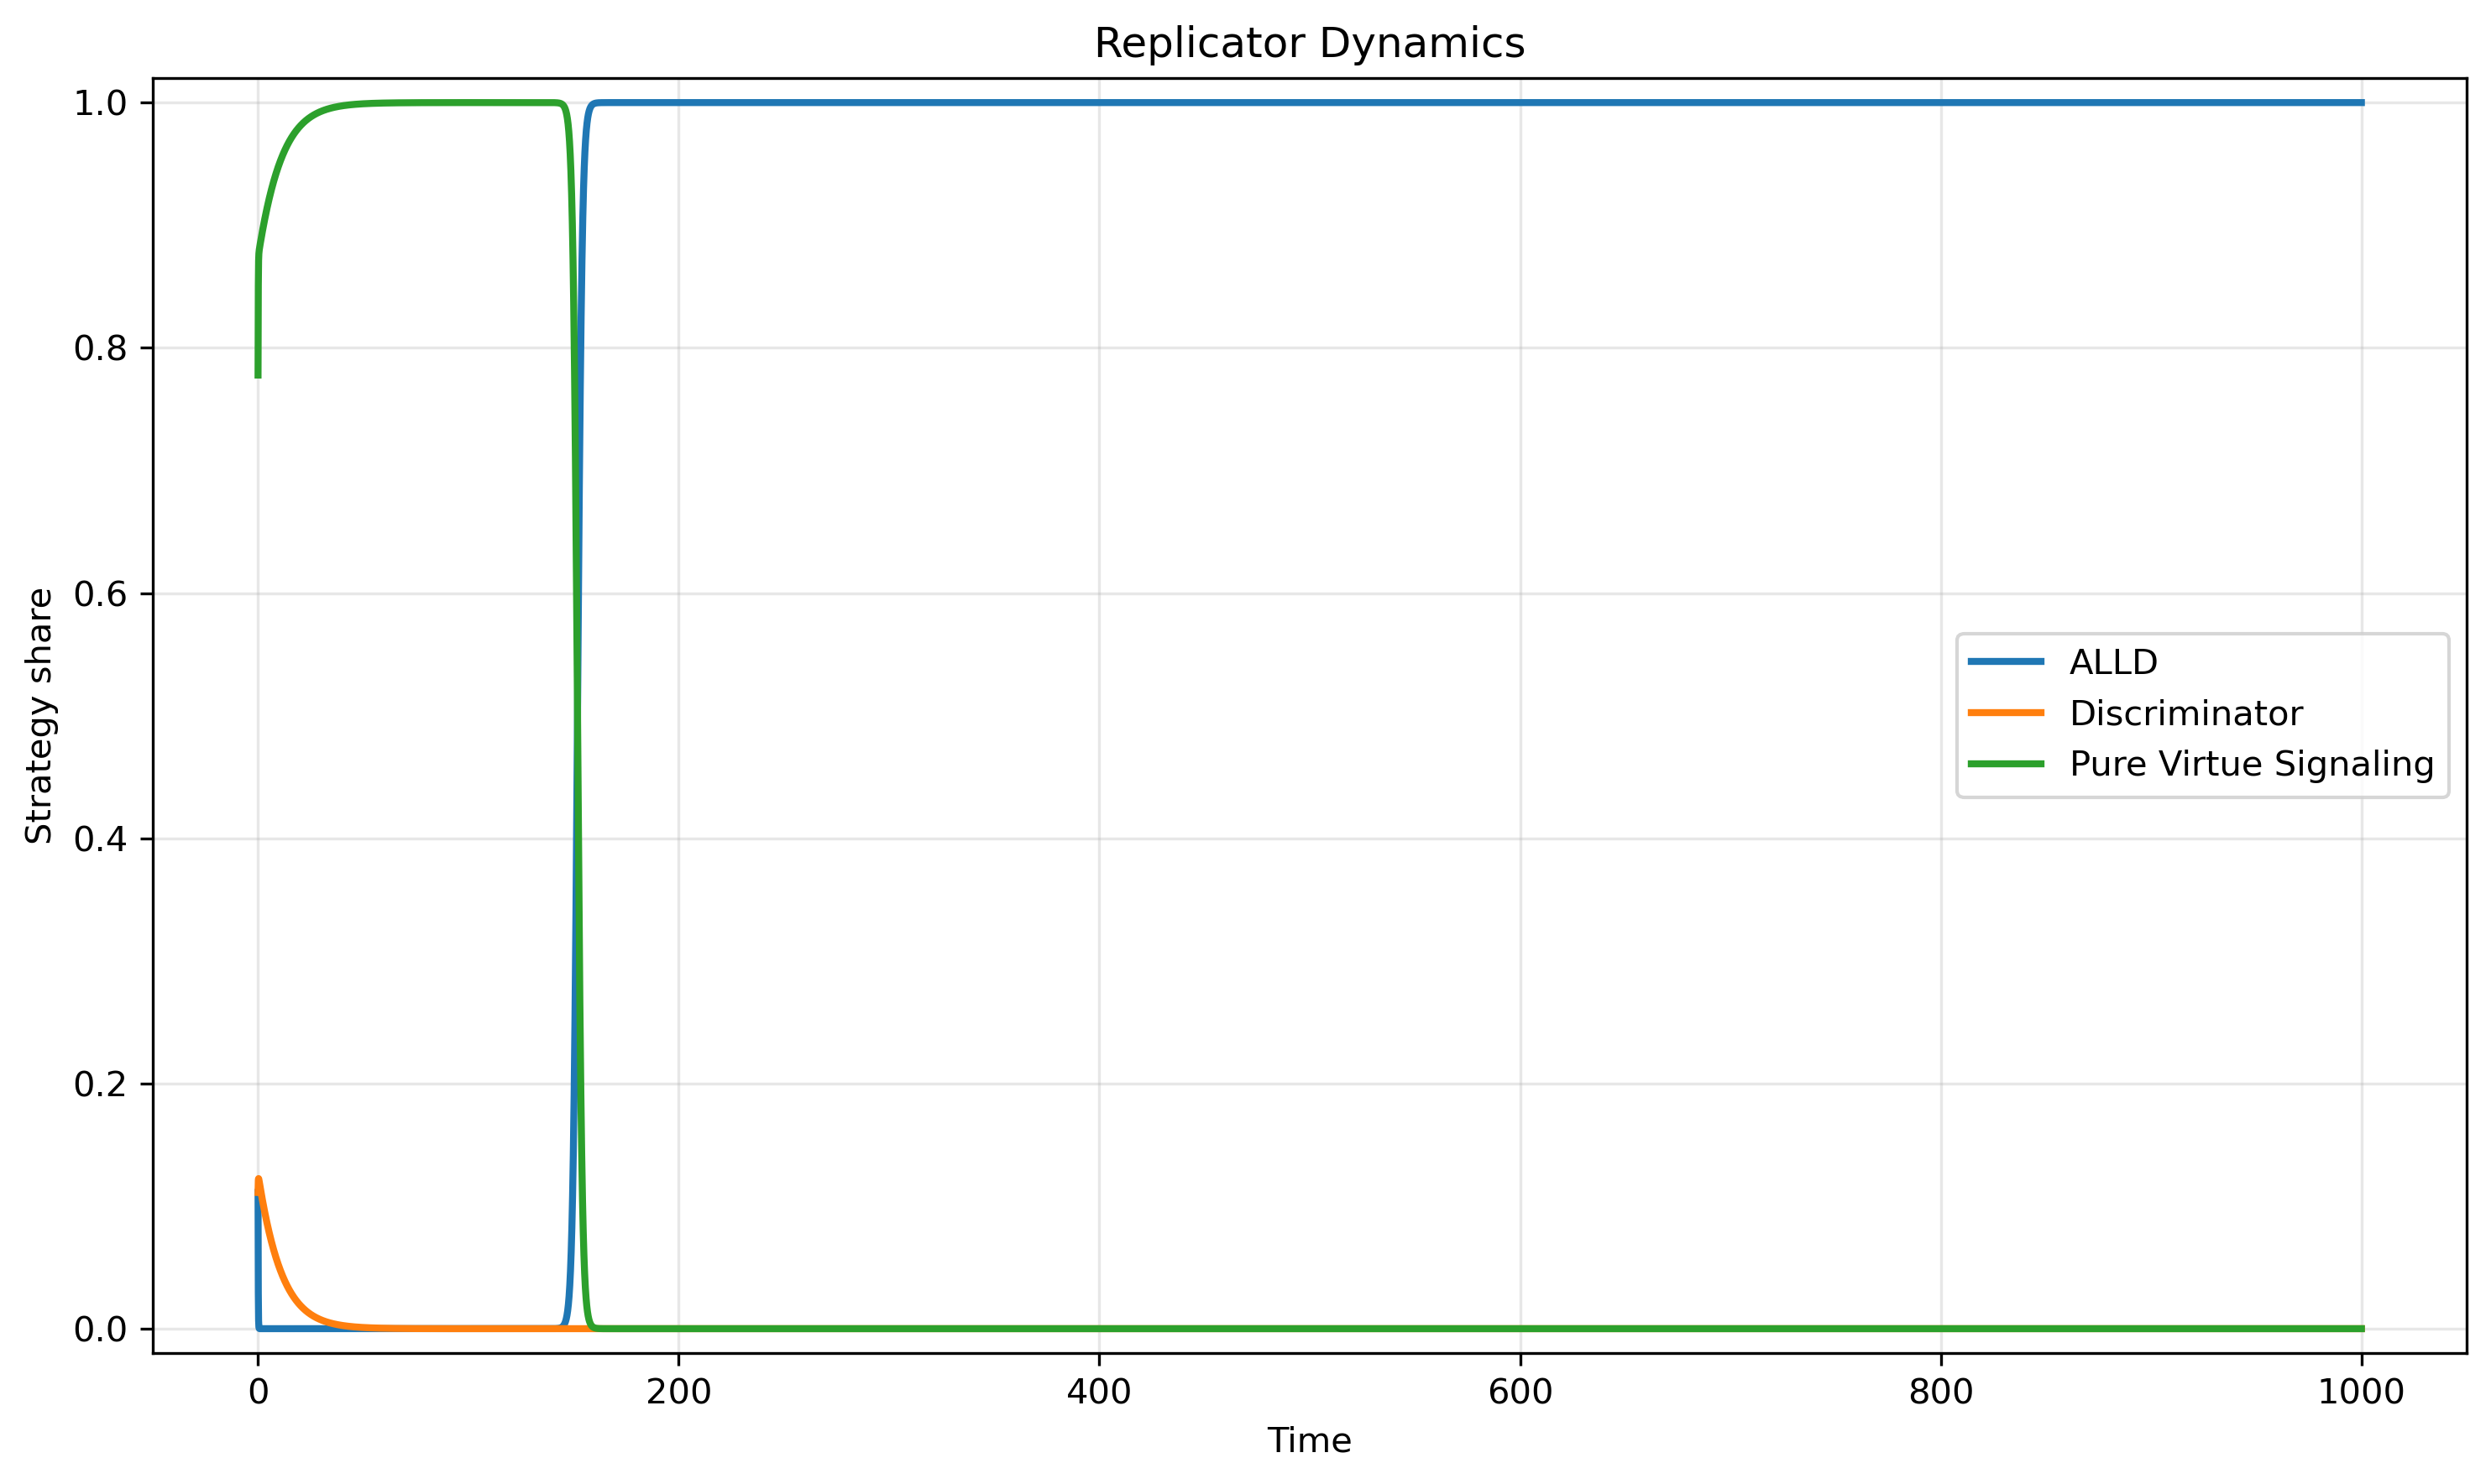 Replicator Dynamics
Strategy share
1.0
0.8
0.6
0.4
0.2
0.0
ALLD
Discriminator
Pure Virtue Signaling
0
200
400
600
800
1000
Time